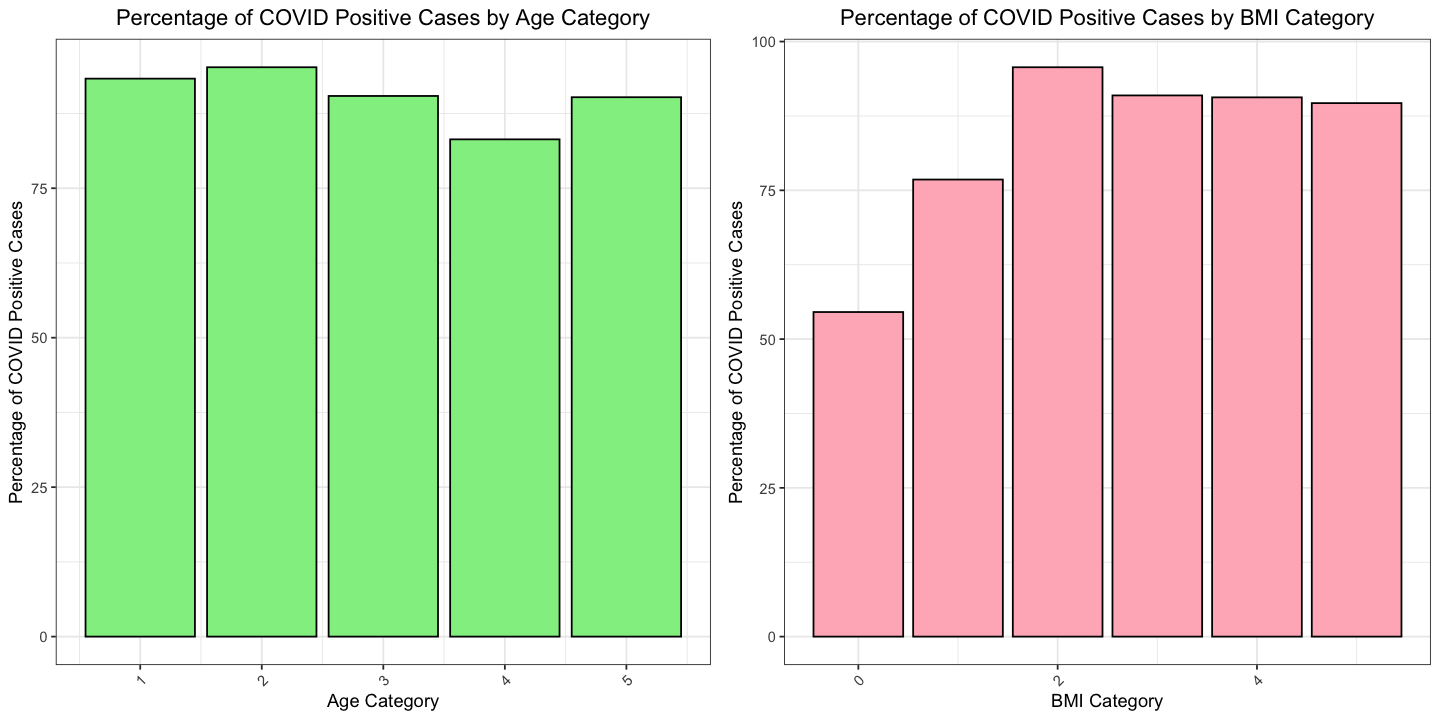 Percentage of COVID Positive Cases by Age Category
Percentage of COVID Positive Cases
75
50
25
0
1
2
3
4
5
Age Category
Percentage of COVID Positive Cases by BMI Category
Percentage of COVID Positive Cases
100
75
50
25
0
0
2
4
BMI Category